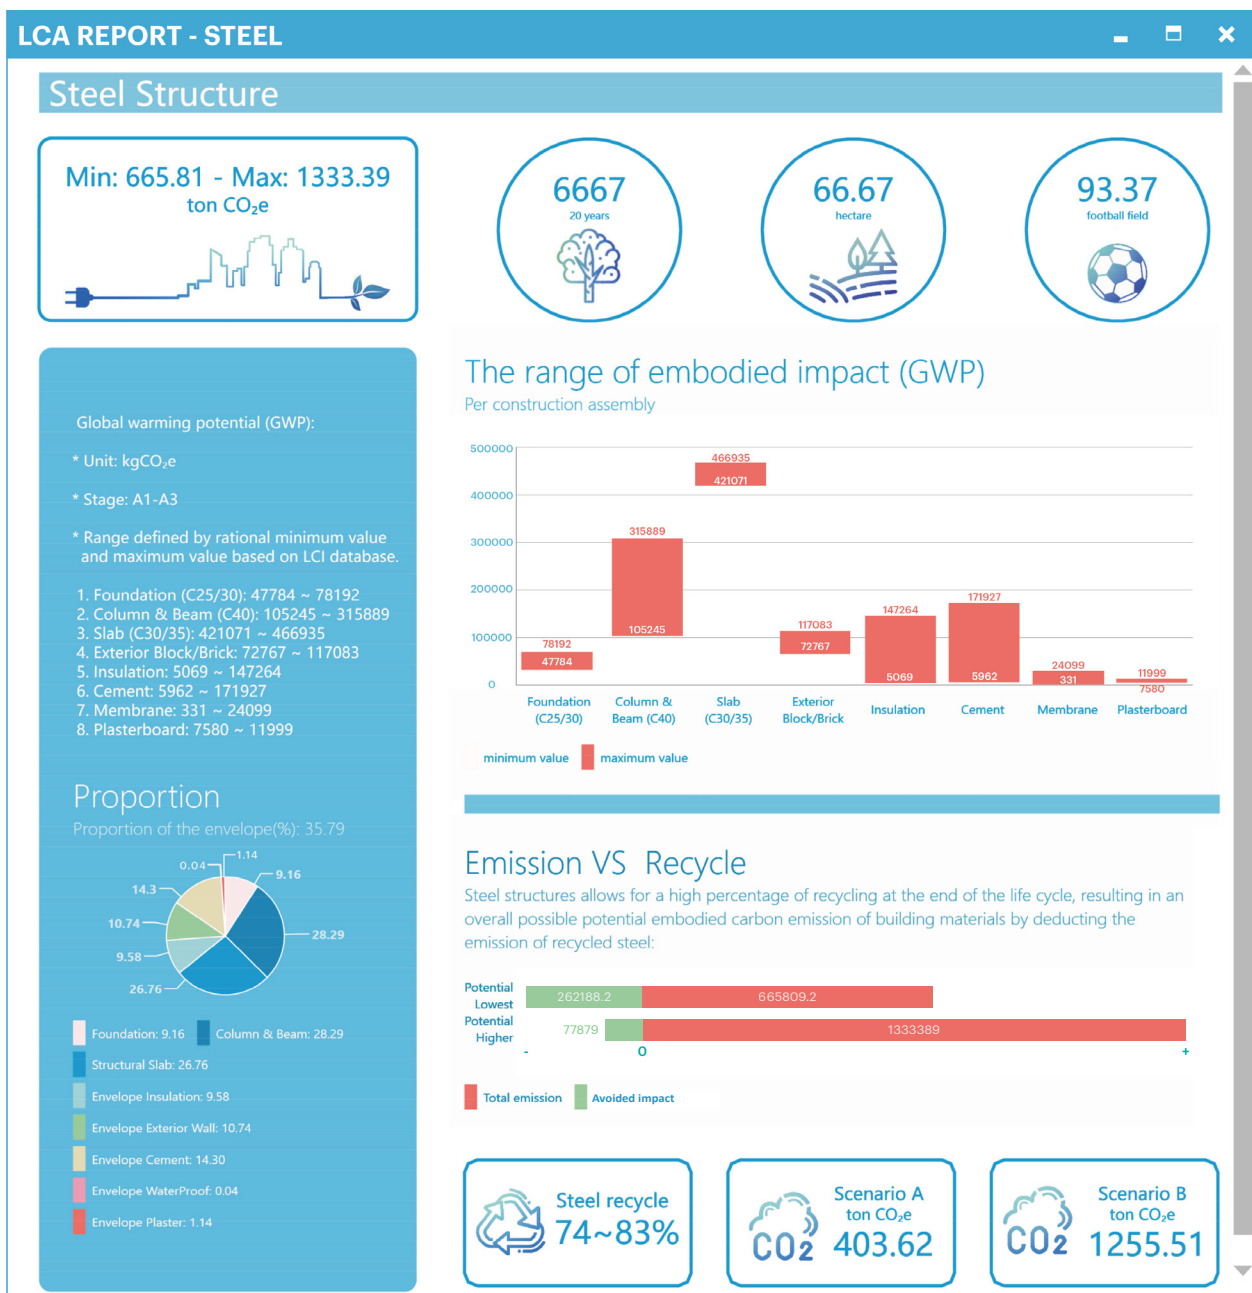 LCA REPORT - STEEL
Steel Structure
Min: 665.81 - Max: 1333.39
ton CO₂e
6667
20 years
66.67
hectare
93.37
football field
Global warming potential (GWP):
* Unit: kgCO₂e
* Stage: A1-A3
* Range defined by rational minimum value
and maximum value based on LCI database.
1. Foundation (C25/30): 47784 ~ 78192
2. Column & Beam (C40): 105245 ~ 315889
3. Slab (C30/35): 421071 ~ 466935
4. Exterior Block/Brick: 72767 ~ 117083
5. Insulation: 5069 ~ 147264
6. Cement: 5962 ~ 171927
7. Membrane: 331 ~ 24099
8. Plasterboard: 7580 ~ 11999
Proportion
Proportion of the envelope(%): 35.79
1.14
0.04
9.16
14.3
10.74
28.29
9.58
26.76
Foundation: 9.16
Column & Beam: 28.29
Structural Slab: 26.76
Envelope Insulation: 9.58
Envelope Exterior Wall: 10.74
Envelope Cement: 14.30
Envelope WaterProof: 0.04
Envelope Plaster: 1.14
The range of embodied impact (GWP)
Per construction assembly
500000
400000
300000
200000
100000
0
78192
47784
315889
105245
466935
421071
117083
72767
147264
5069
171927
5962
24099
331
11999
7580
Foundation
(C25/30)
Column &
Beam (C40)
Slab
(C30/35)
Exterior
Block/Brick
Insulation
Cement
Membrane
Plasterboard
minimum value
maximum value
Emission VS Recycle
Steel structures allows for a high percentage of recycling at the end of the life cycle, resulting in an
overall possible potential embodied carbon emission of building materials by deducting the
emission of recycled steel:
Potential
Lowest
262188.2
665809.2
Potential
Higher
77879
1333389
-
0
+
Total emission
Avoided impact
Steel recycle
74~83%
CO2
Scenario A
ton CO₂e
403.62
CO2
Scenario B
ton CO₂e
1255.51